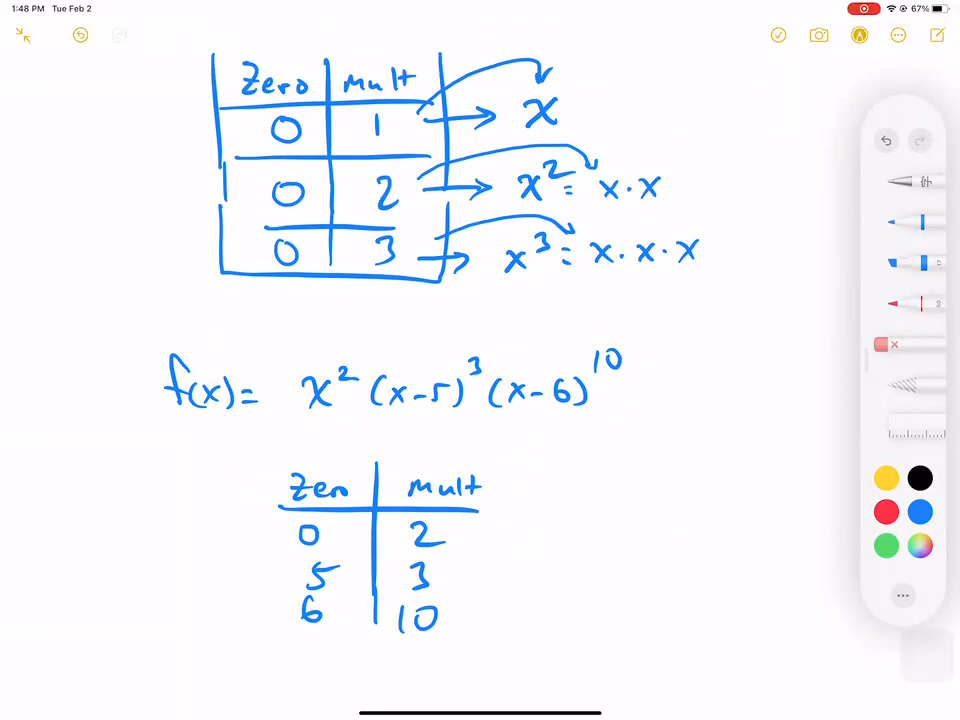 1:48 PM Tue Feb 2 67%
Zero mult
0 1 → x
0 2 → x² = x·x
0 3 → x³ = x·x·x
f(x) = x² (x-5)³ (x-6)¹⁰
Zero mult
0 2
5 3
6 10